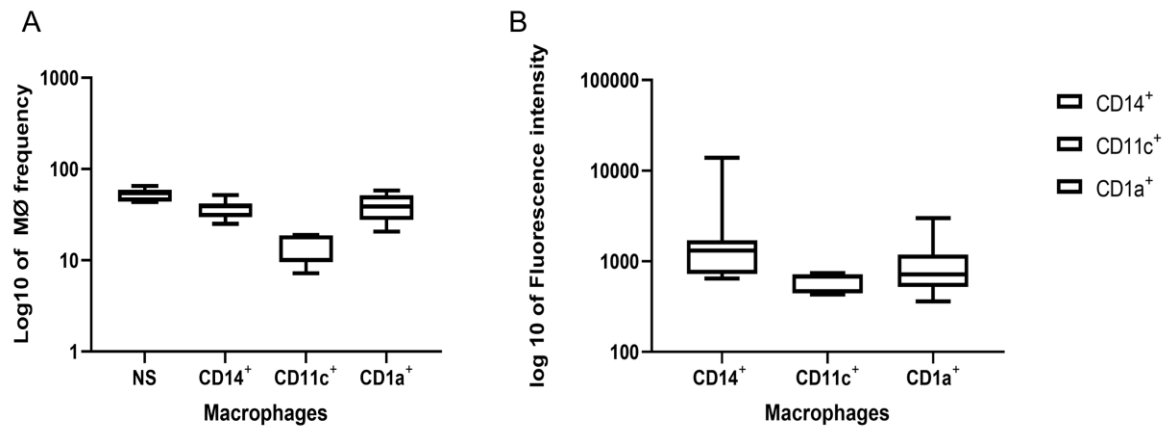 A
Log10 of MØ frequency
1000
100
10
1
NS CD14⁺ CD11c⁺ CD1a⁺
Macrophages
B
log 10 of Fluorescence intensity
100000
10000
1000
100
CD14⁺ CD11c⁺ CD1a⁺
Macrophages
CD14⁺
CD11c⁺
CD1a⁺